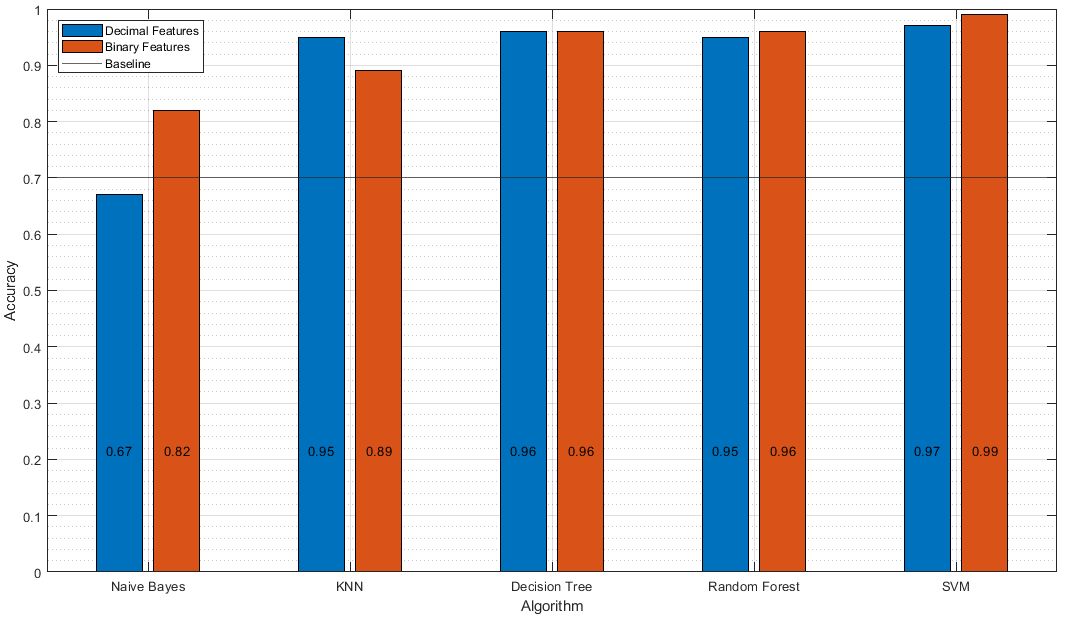 1
0.9
0.8
0.7
0.6
0.5
0.4
0.3
0.2
0.1
0
Accuracy
Decimal Features
Binary Features
Baseline
0.67 0.82 0.95 0.89 0.96 0.96 0.95 0.96 0.97 0.99
Naive Bayes KNN Decision Tree Random Forest SVM
Algorithm